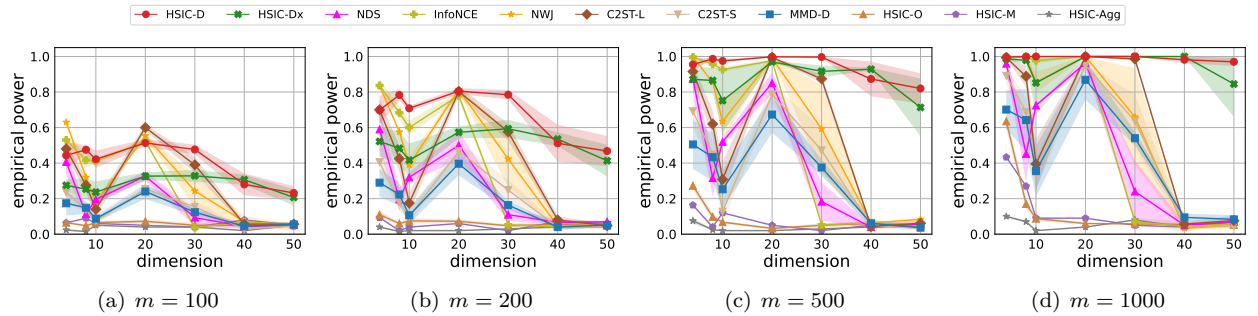 HSIC-D HSIC-Dx NDS InfoNCE NWJ C2ST-L C2ST-S MMD-D HSIC-O HSIC-M HSIC-Agg
empirical power
1.0
0.8
0.6
0.4
0.2
0.0
10 20 30 40 50
dimension
(a) m = 100
empirical power
1.0
0.8
0.6
0.4
0.2
0.0
10 20 30 40 50
dimension
(b) m = 200
empirical power
1.0
0.8
0.6
0.4
0.2
0.0
10 20 30 40 50
dimension
(c) m = 500
empirical power
1.0
0.8
0.6
0.4
0.2
0.0
10 20 30 40 50
dimension
(d) m = 1000